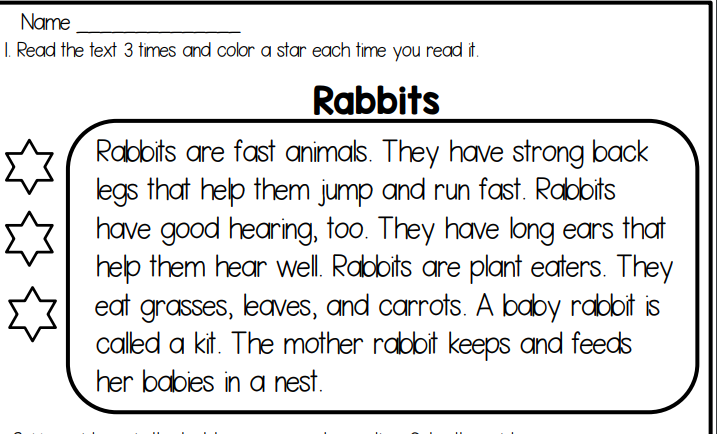 Name
1. Read the text 3 times and color a star each time you read it.
Rabbits
Rabbits are fast animals. They have strong back
legs that help them jump and run fast. Rabbits
have good hearing, too. They have long ears that
help them hear well. Rabbits are plant eaters. They
eat grasses, leaves, and carrots. A baby rabbit is
called a kit. The mother rabbit keeps and feeds
her babies in a nest.